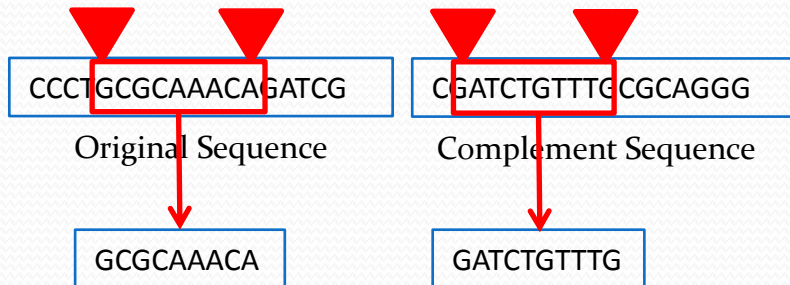 CCCTGCGCAAACAGATCG
CGATCTGTTTGCGCAGGG
Original Sequence
Complement Sequence
GCGCAAACA
GATCTGTTTG